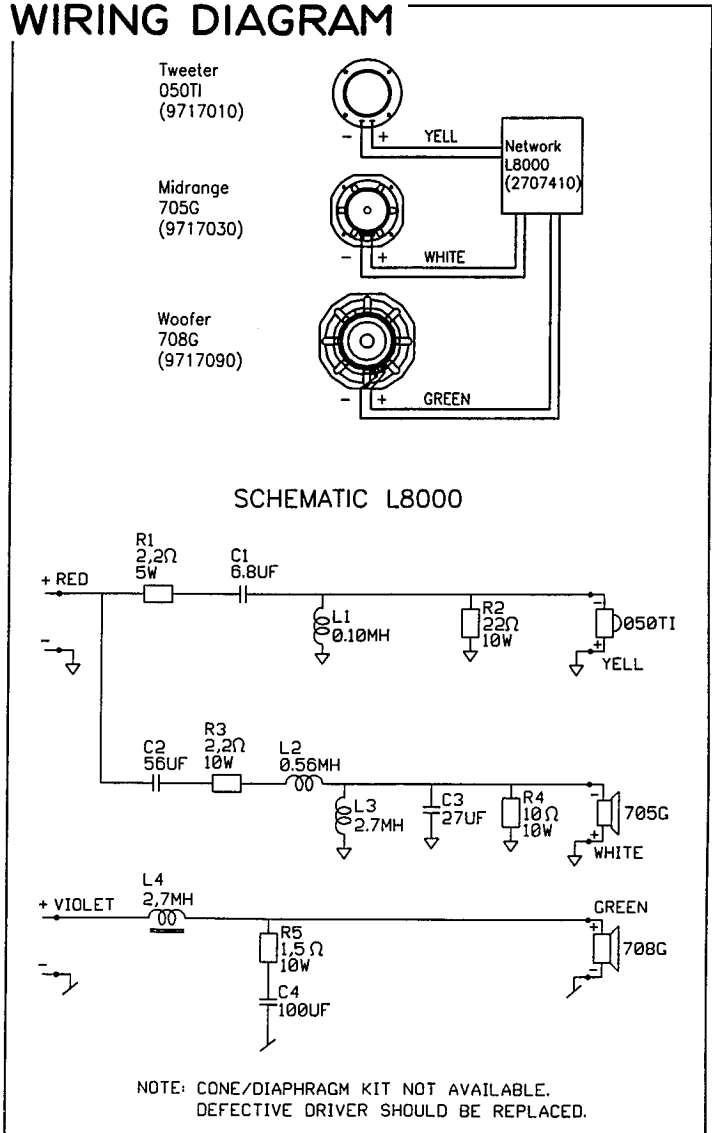 WIRING DIAGRAM
Tweeter
050TI
(9717010)
- +
YELL
Network
L8000
(2707410)
Midrange
705G
(9717030)
- +
WHITE
Woofer
708G
(9717090)
- +
GREEN
SCHEMATIC L8000
R1
2,2Ω
5W
C1
6.8UF
+ RED
-
L1
0.10MH
R2
22Ω
10W
-
050TI
+
YELL
C2
56UF
R3
2,2Ω
10W
L2
0.56MH
L3
2.7MH
C3
27UF
R4
10Ω
10W
-
705G
+
WHITE
L4
2,7MH
+ VIOLET
-
R5
1,5Ω
10W
C4
100UF
GREEN
+
708G
-
NOTE: CONE/DIAPHRAGM KIT NOT AVAILABLE.
DEFECTIVE DRIVER SHOULD BE REPLACED.